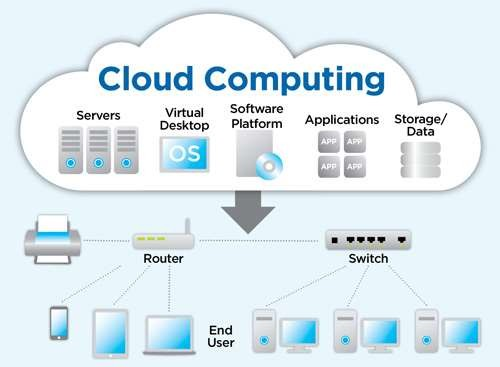 Cloud Computing
Servers
Virtual
Desktop
Software
Platform
Applications
Storage/
Data
OS
APP APP
APP APP
Router
Switch
End
User